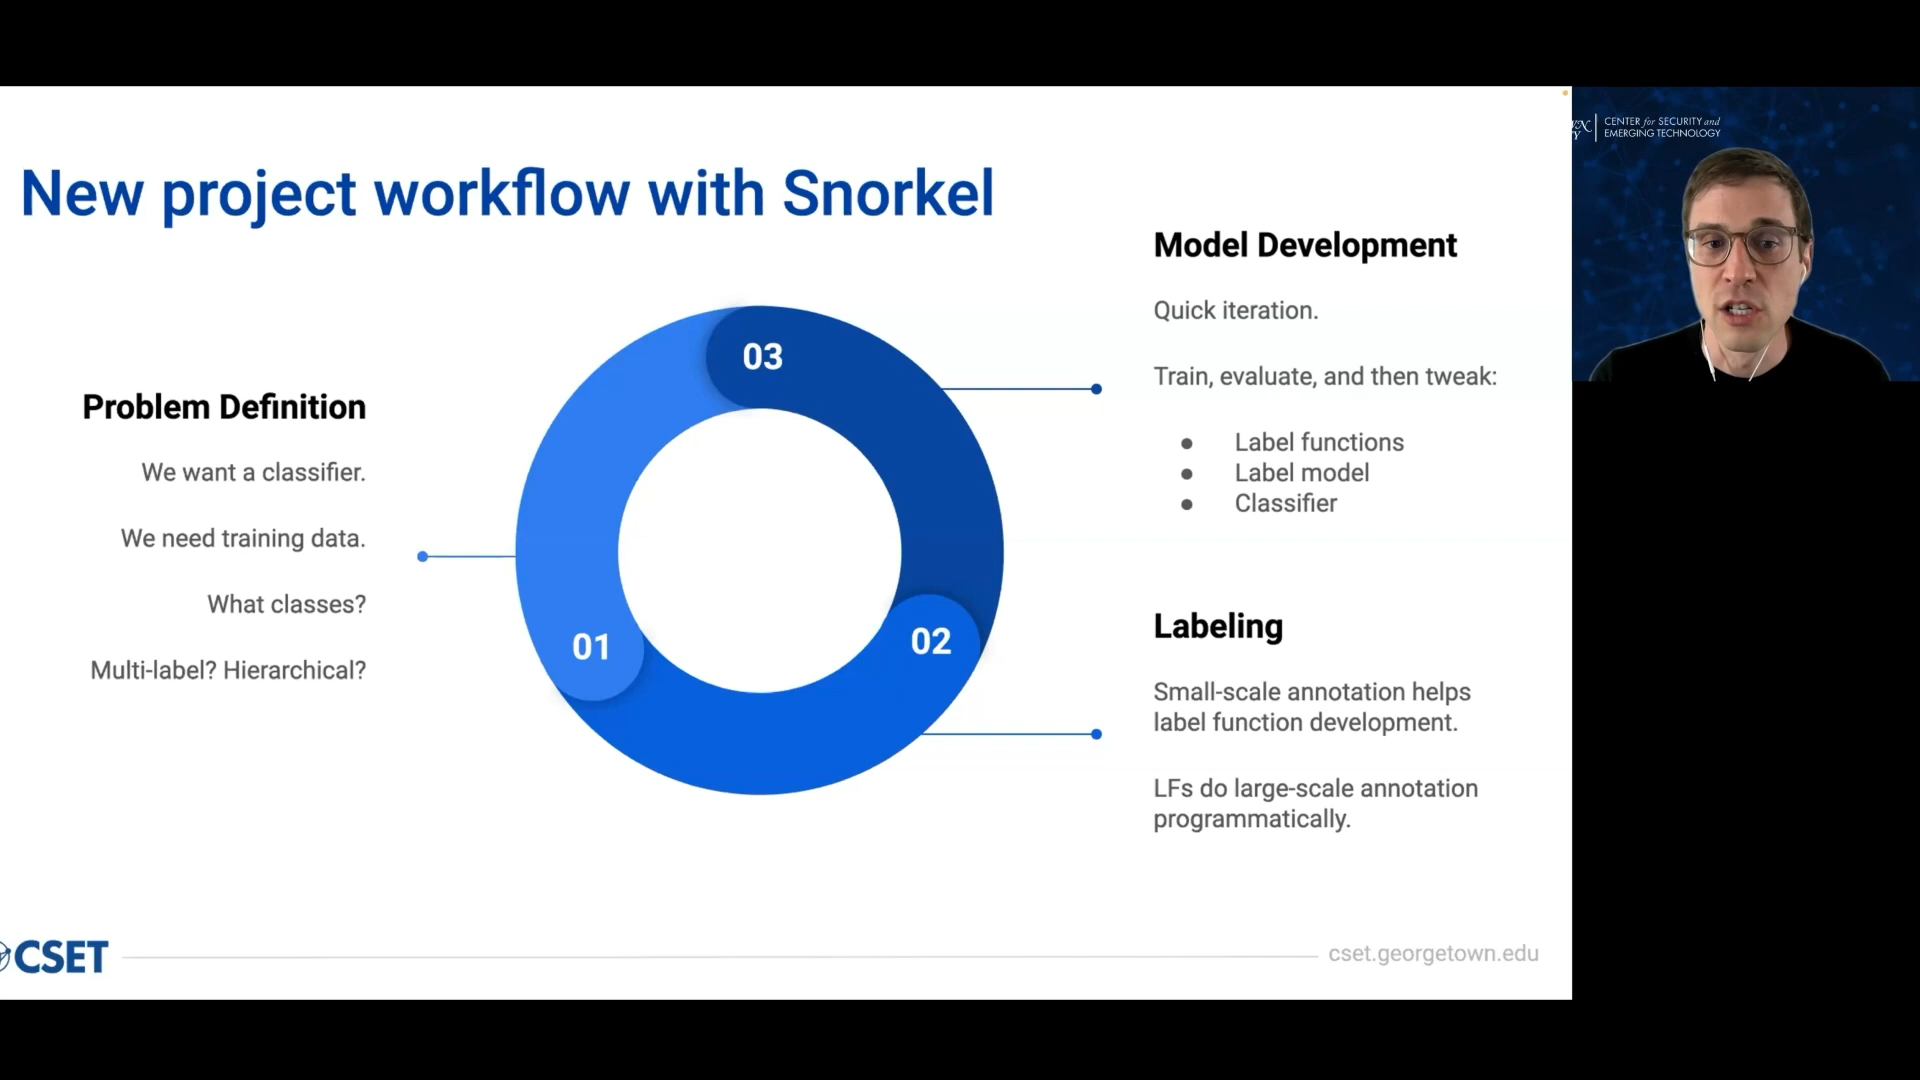 New project workflow with Snorkel
Problem Definition
We want a classifier.
We need training data.
What classes?
Multi-label? Hierarchical?
01
02
03
Model Development
Quick iteration.
Train, evaluate, and then tweak:
● Label functions
● Label model
● Classifier
Labeling
Small-scale annotation helps
label function development.
LFs do large-scale annotation
programmatically.
CSET
cset.georgetown.edu
CENTER for SECURITY and
EMERGING TECHNOLOGY